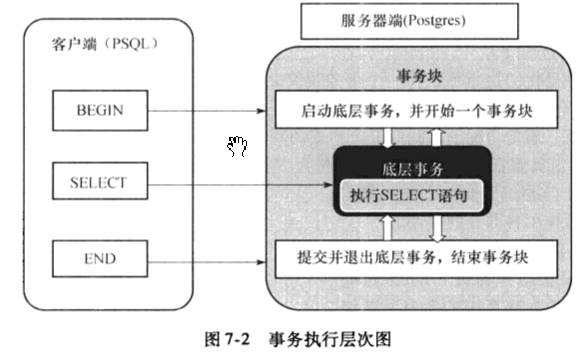 服务器端(Postgres)
客户端（PSQL）
事务块
BEGIN
启动底层事务，并开始一个事务块
底层事务
SELECT
执行SELECT语句
END
提交并退出底层事务，结束事务块
图 7-2 事务执行层次图